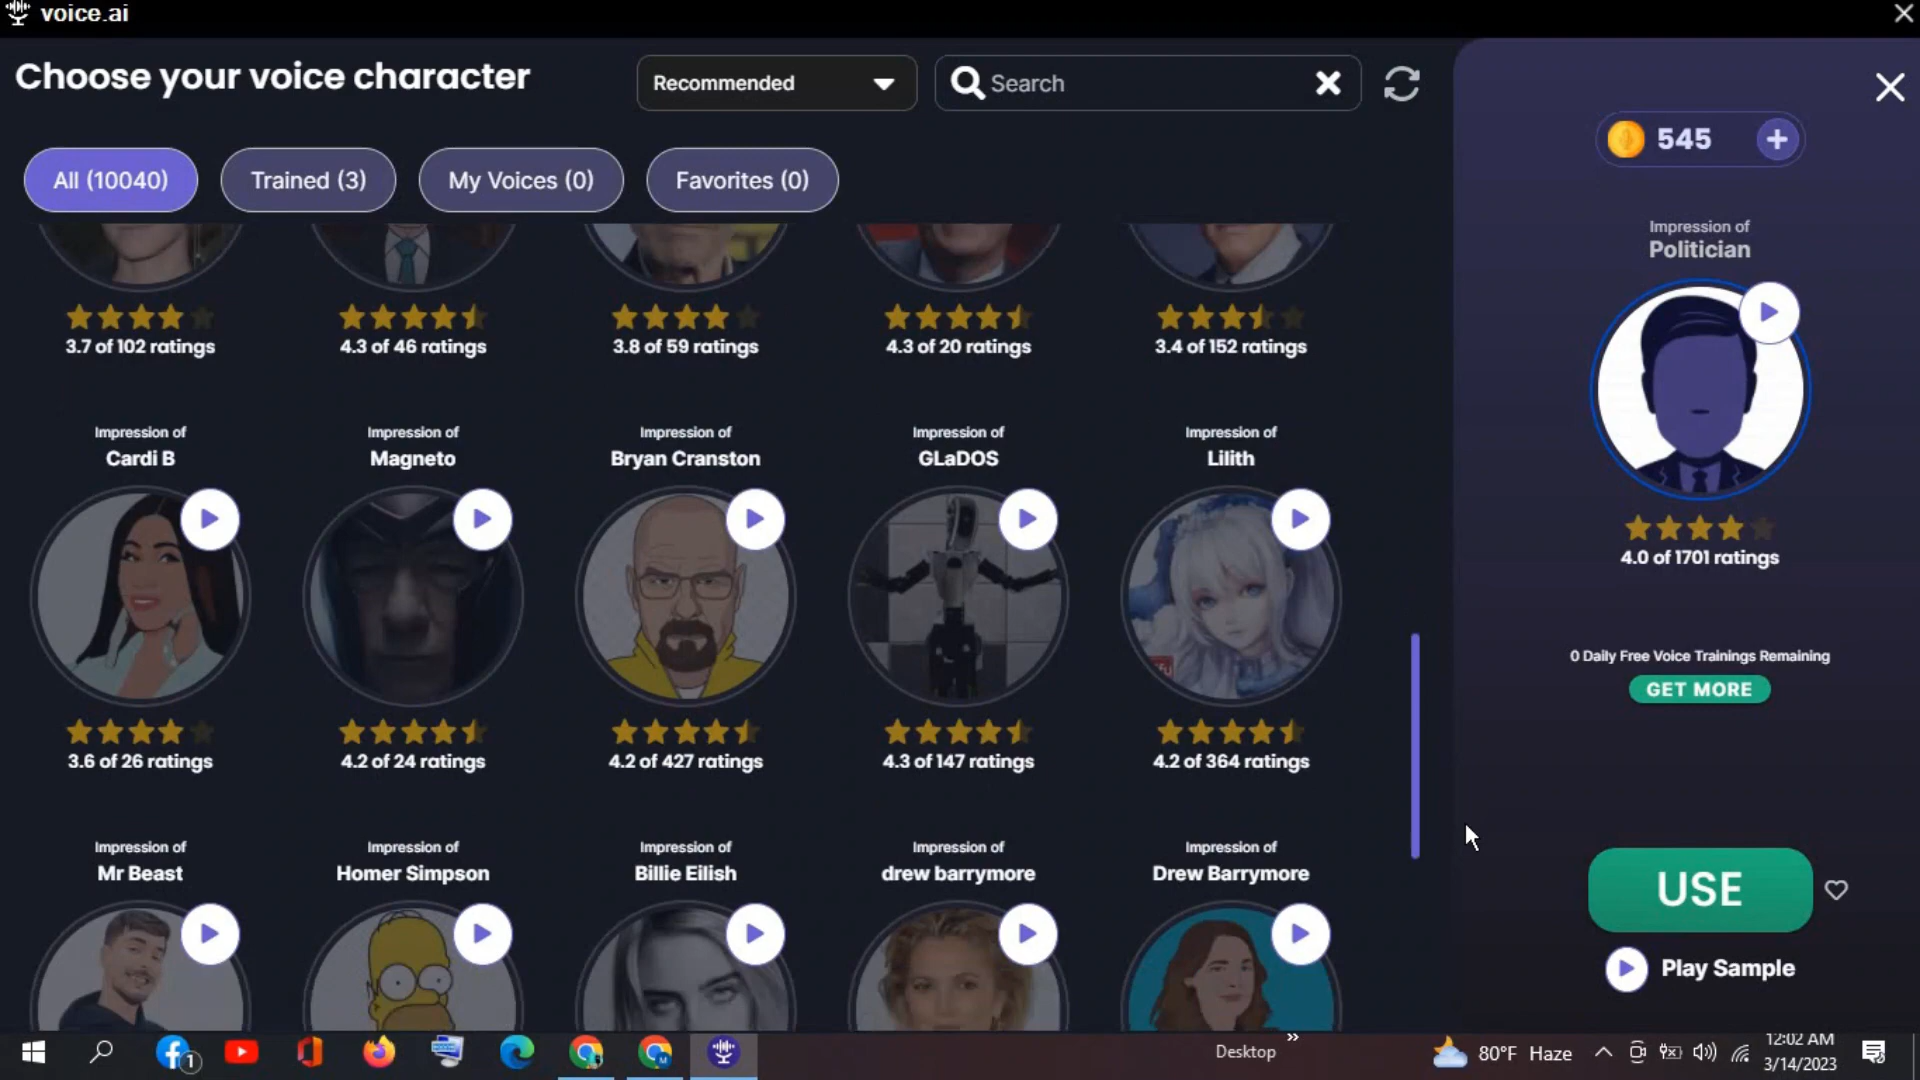 voice.ai
Choose your voice character
Recommended
Search
545
All (10040)
Trained (3)
My Voices (0)
Favorites (0)
Impression of
Politician
3.7 of 102 ratings
4.3 of 46 ratings
3.8 of 59 ratings
4.3 of 20 ratings
3.4 of 152 ratings
Impression of
Cardi B
Impression of
Magneto
Impression of
Bryan Cranston
Impression of
GLaDOS
Impression of
Lilith
4.0 of 1701 ratings
0 Daily Free Voice Trainings Remaining
GET MORE
3.6 of 26 ratings
4.2 of 24 ratings
4.2 of 427 ratings
4.3 of 147 ratings
4.2 of 364 ratings
Impression of
Mr Beast
Impression of
Homer Simpson
Impression of
Billie Eilish
Impression of
drew barrymore
Impression of
Drew Barrymore
USE
Play Sample
1
Desktop
80°F Haze
12:02 AM
3/14/2023